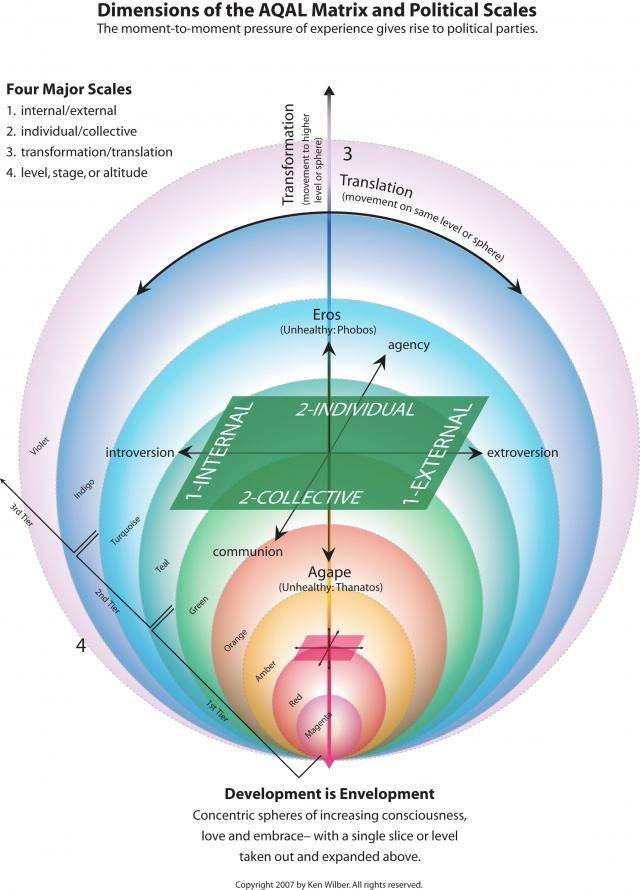 Dimensions of the AQAL Matrix and Political Scales
The moment-to-moment pressure of experience gives rise to political parties.
Four Major Scales
1. internal/external
2. individual/collective
3. transformation/translation
4. level, stage, or altitude
Transformation
(movement to higher
level or sphere)
3
Translation
(movement on same level or sphere)
Eros
(Unhealthy: Phobos)
agency
2-INDIVIDUAL
1-INTERNAL
1-EXTERNAL
introversion
extroversion
2-COLLECTIVE
communion
Agape
(Unhealthy: Thanatos)
Violet
Indigo
Turquoise
Teal
Green
Orange
Amber
Red
Magenta
3rd Tier
2nd Tier
1st Tier
4
Development is Envelopment
Concentric spheres of increasing consciousness,
love and embrace– with a single slice or level
taken out and expanded above.
Copyright 2007 by Ken Wilber. All rights reserved.